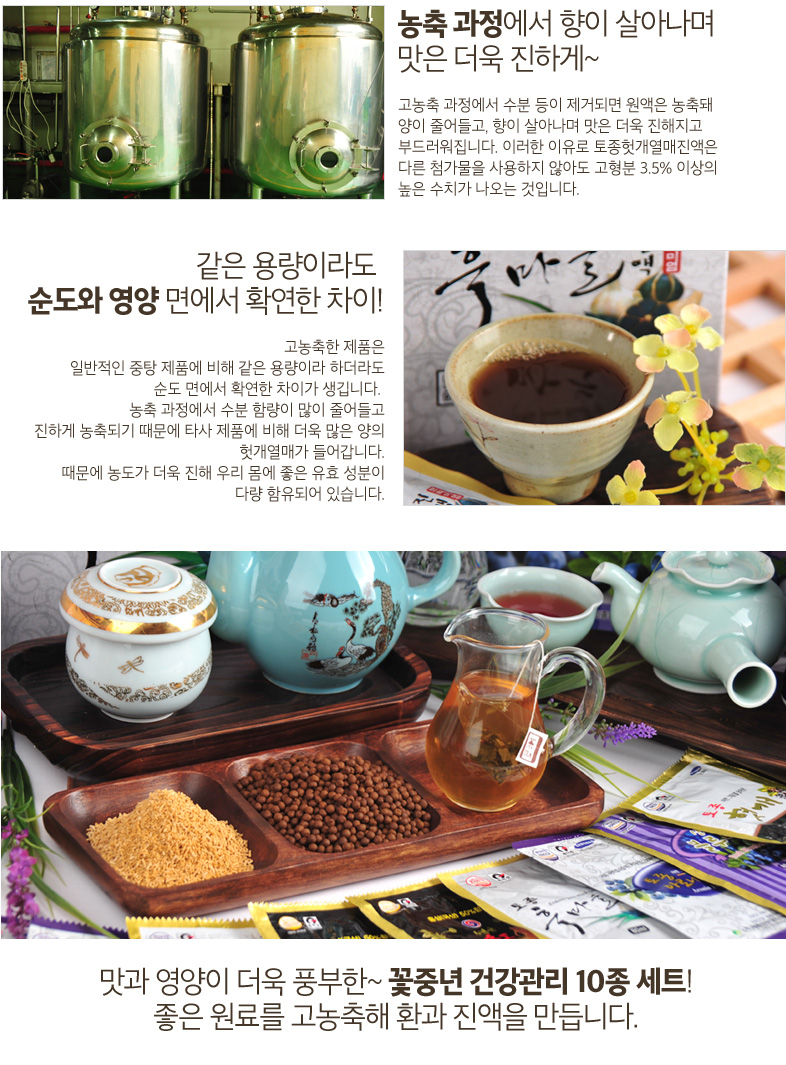 농축 과정에서 향이 살아나며
맛은 더욱 진하게~
고농축 과정에서 수분 등이 제거되면 원액은 농축돼
양이 줄어들고, 향이 살아나며 맛은 더욱 진해지고
부드러워집니다. 이러한 이유로 토종헛개열매진액은
다른 첨가물을 사용하지 않아도 고형분 3.5% 이상의
높은 수치가 나오는 것입니다.
같은 용량이라도
순도와 영양 면에서 확연한 차이!
고농축한 제품은
일반적인 중탕 제품에 비해 같은 용량이라 하더라도
순도 면에서 확연한 차이가 생깁니다.
농축 과정에서 수분 함량이 많이 줄어들고
진하게 농축되기 때문에 타사 제품에 비해 더욱 많은 양의
헛개열매가 들어갑니다.
때문에 농도가 더욱 진해 우리 몸에 좋은 유효 성분이
다량 함유되어 있습니다.
토종
헛개
맛과 영양이 더욱 풍부한~ 꽃중년 건강관리 10종 세트!
좋은 원료를 고농축해 환과 진액을 만듭니다.